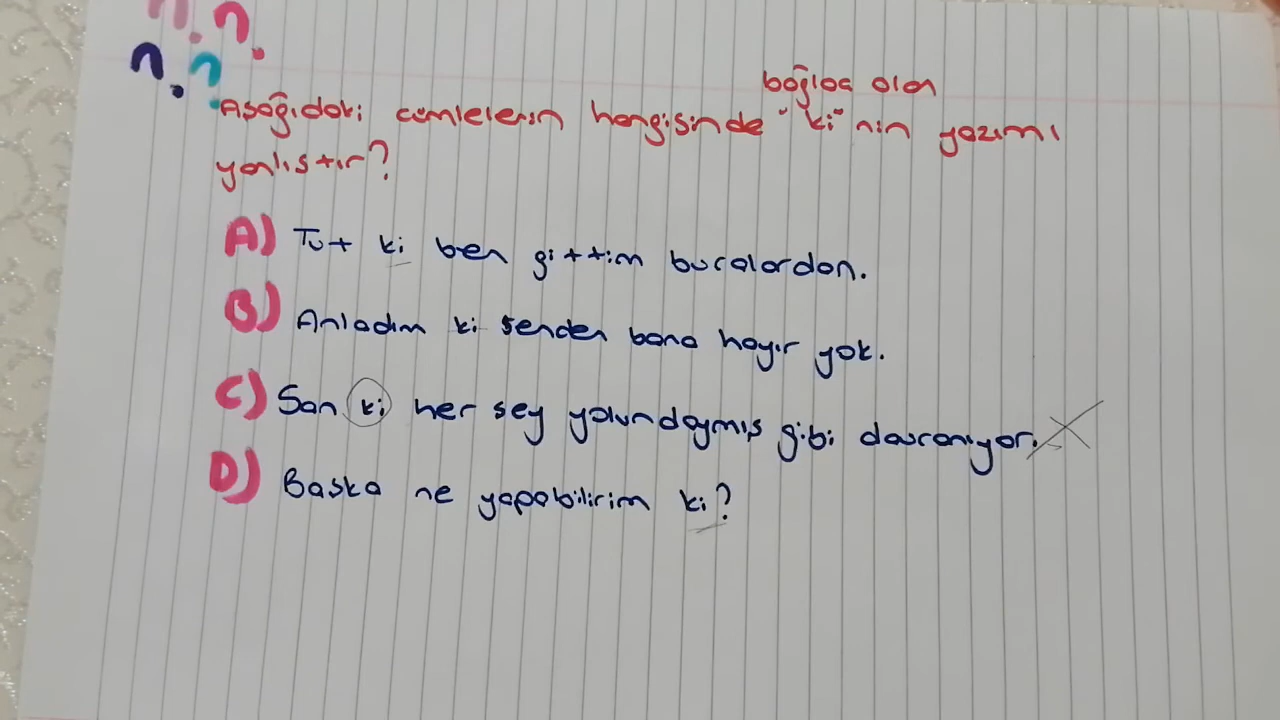 bağlaç olan
Aşağıdaki cümlelerin hangisinde "ki" nin yazımı
yanlıştır?
A) Tut ki ben gittim buralardan.
B) Anladım ki senden bana hayır yok.
C) San ki her şey yolundaymış gibi davranıyor.
D) Başka ne yapabilirim ki?